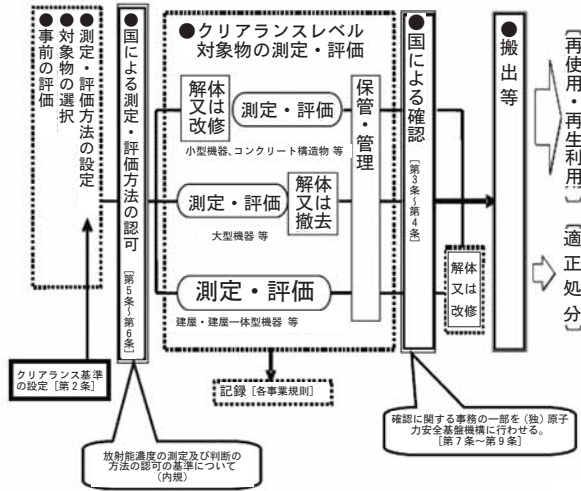 ●事前の評価
●対象物の選択
●測定・評価方法の設定
クリアランス基準
の設定［第２条］
●国による測定・評価方法の認可
［第５条～第６条］
放射能濃度の測定及び判断の
方法の認可の基準について
（内規）
●クリアランスレベル
対象物の測定・評価
解体
又は
改修
測定・評価
小型機器、コンクリート構造物 等
測定・評価
解体
又は
撤去
大型機器 等
測定・評価
建屋・建屋一体型機器 等
保管・管理
記録［各事業規則］
●国による確認
［第３条～第４条］
確認に関する事務の一部を（独）原子
力安全基盤機構に行わせる。
［第７条～第９条］
解体
又は
改修
●搬出等
［再使用・再生利用］
［適正処分］